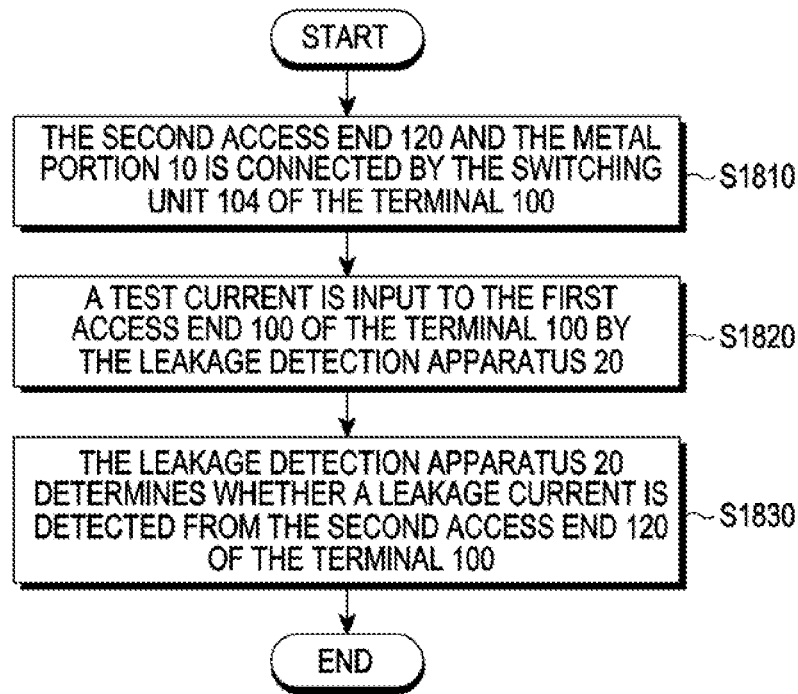 START
THE SECOND ACCESS END 120 AND THE METAL
PORTION 10 IS CONNECTED BY THE SWITCHING
UNIT 104 OF THE TERMINAL 100
S1810
A TEST CURRENT IS INPUT TO THE FIRST
ACCESS END 100 OF THE TERMINAL 100 BY
THE LEAKAGE DETECTION APPARATUS 20
S1820
THE LEAKAGE DETECTION APPARATUS 20
DETERMINES WHETHER A LEAKAGE CURRENT IS
DETECTED FROM THE SECOND ACCESS END 120
OF THE TERMINAL 100
S1830
END